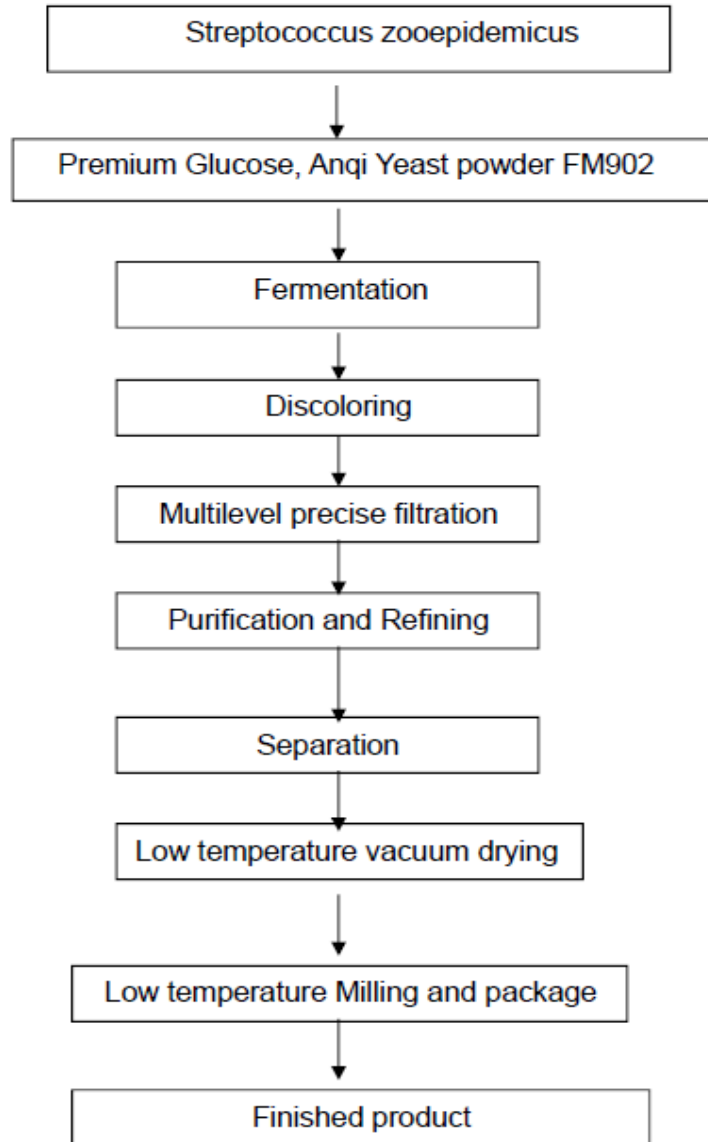 Streptococcus zooepidemicus
Premium Glucose, Anqi Yeast powder FM902
Fermentation
Discoloring
Multilevel precise filtration
Purification and Refining
Separation
Low temperature vacuum drying
Low temperature Milling and package
Finished product